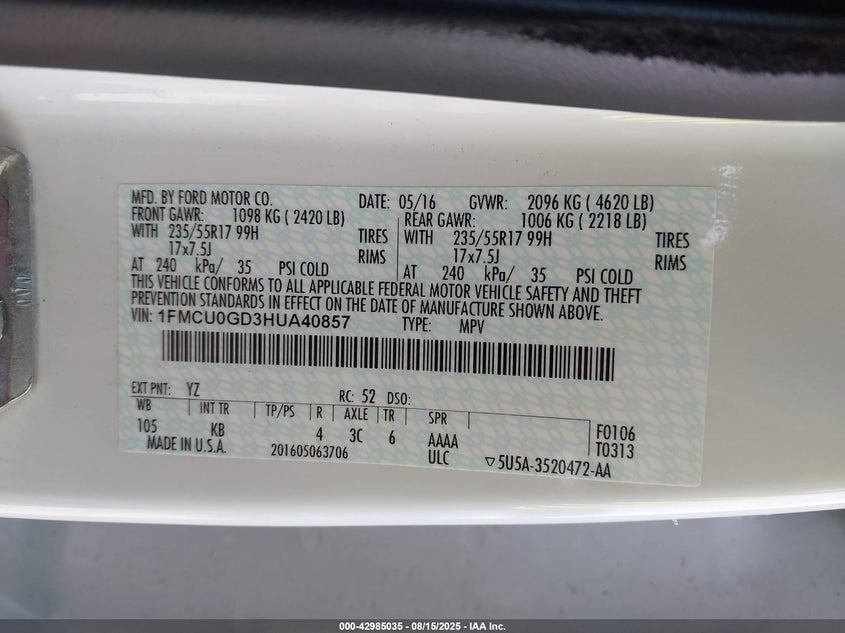 MFD. BY FORD MOTOR CO. DATE: 05/16 GVWR: 2096 KG ( 4620 LB)
FRONT GAWR: 1098 KG ( 2420 LB) REAR GAWR: 1006 KG ( 2218 LB)
WITH 235/55R17 99H TIRES WITH 235/55R17 99H TIRES
17x7.5J RIMS 17x7.5J RIMS
AT 240 kPa/ 35 PSI COLD AT 240 kPa/ 35 PSI COLD
THIS VEHICLE CONFORMS TO ALL APPLICABLE FEDERAL MOTOR VEHICLE SAFETY AND THEFT
PREVENTION STANDARDS IN EFFECT ON THE DATE OF MANUFACTURE SHOWN ABOVE.
VIN: 1FMCU0GD3HUA40857 TYPE: MPV
EXT PNT: YZ RC: 52 DSO:
WB INT TR TP/PS R AXLE TR SPR
105 KB 4 3C 6 AAAA F0106
ULC T0313
MADE IN U.S.A. 201605063706 ▽5U5A-3520472-AA
000-42985035 - 08/15/2025 - IAA Inc.